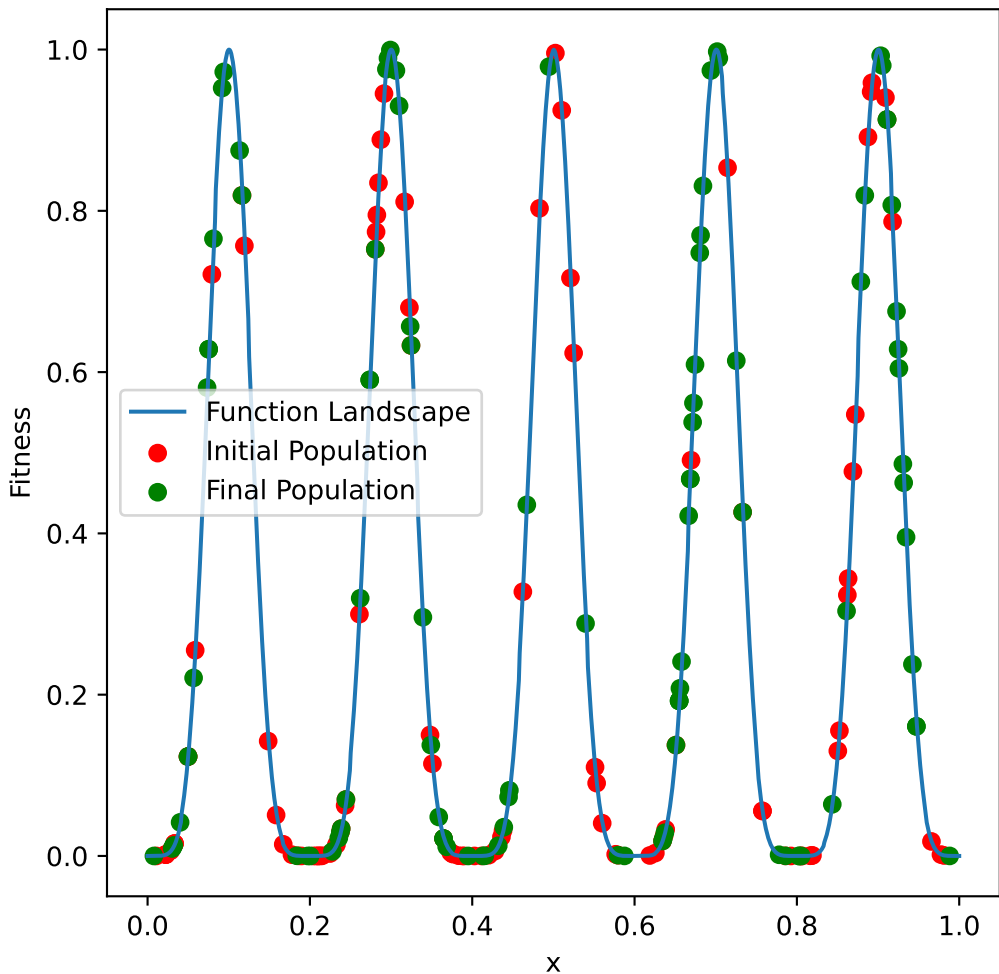 1.0
0.8
0.6
0.4
0.2
0.0
Fitness
Function Landscape
Initial Population
Final Population
0.0 0.2 0.4 0.6 0.8 1.0
x